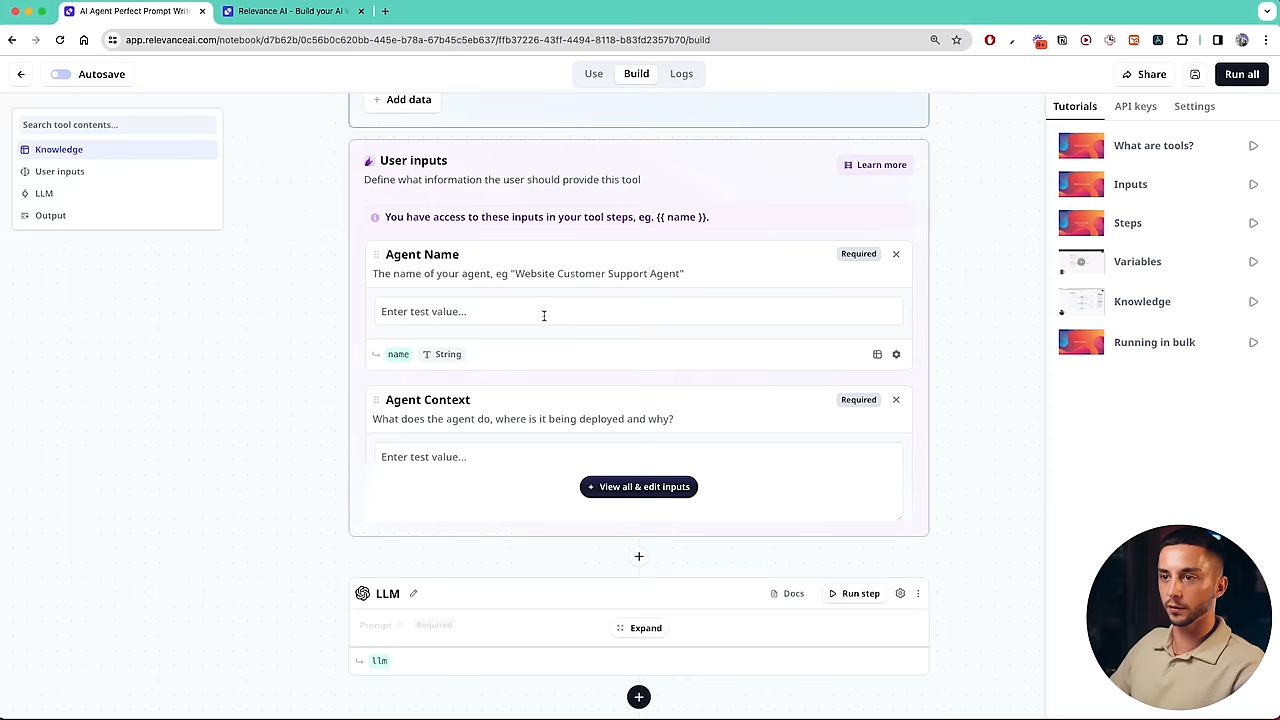 AI Agent Perfect Prompt Writ
Relevance AI - Build your AI W
app.relevanceai.com/notebook/d7b62b/0c56b0c620bb-445e-b78a-67b45c5eb637/ffb37226-43ff-4494-8118-b83fd2357b70/build
9+
Autosave
Use
Build
Logs
Share
Run all
Search tool contents...
Knowledge
User inputs
LLM
Output
Add data
User inputs
Learn more
Define what information the user should provide this tool
You have access to these inputs in your tool steps, eg. {{ name }}.
Agent Name
Required
The name of your agent, eg "Website Customer Support Agent"
Enter test value...
name
String
Agent Context
Required
What does the agent do, where is it being deployed and why?
Enter test value...
+ View all & edit inputs
LLM
Docs
Run step
Prompt
Required
Expand
llm
Tutorials
API keys
Settings
What are tools?
Inputs
Steps
Variables
Knowledge
Running in bulk